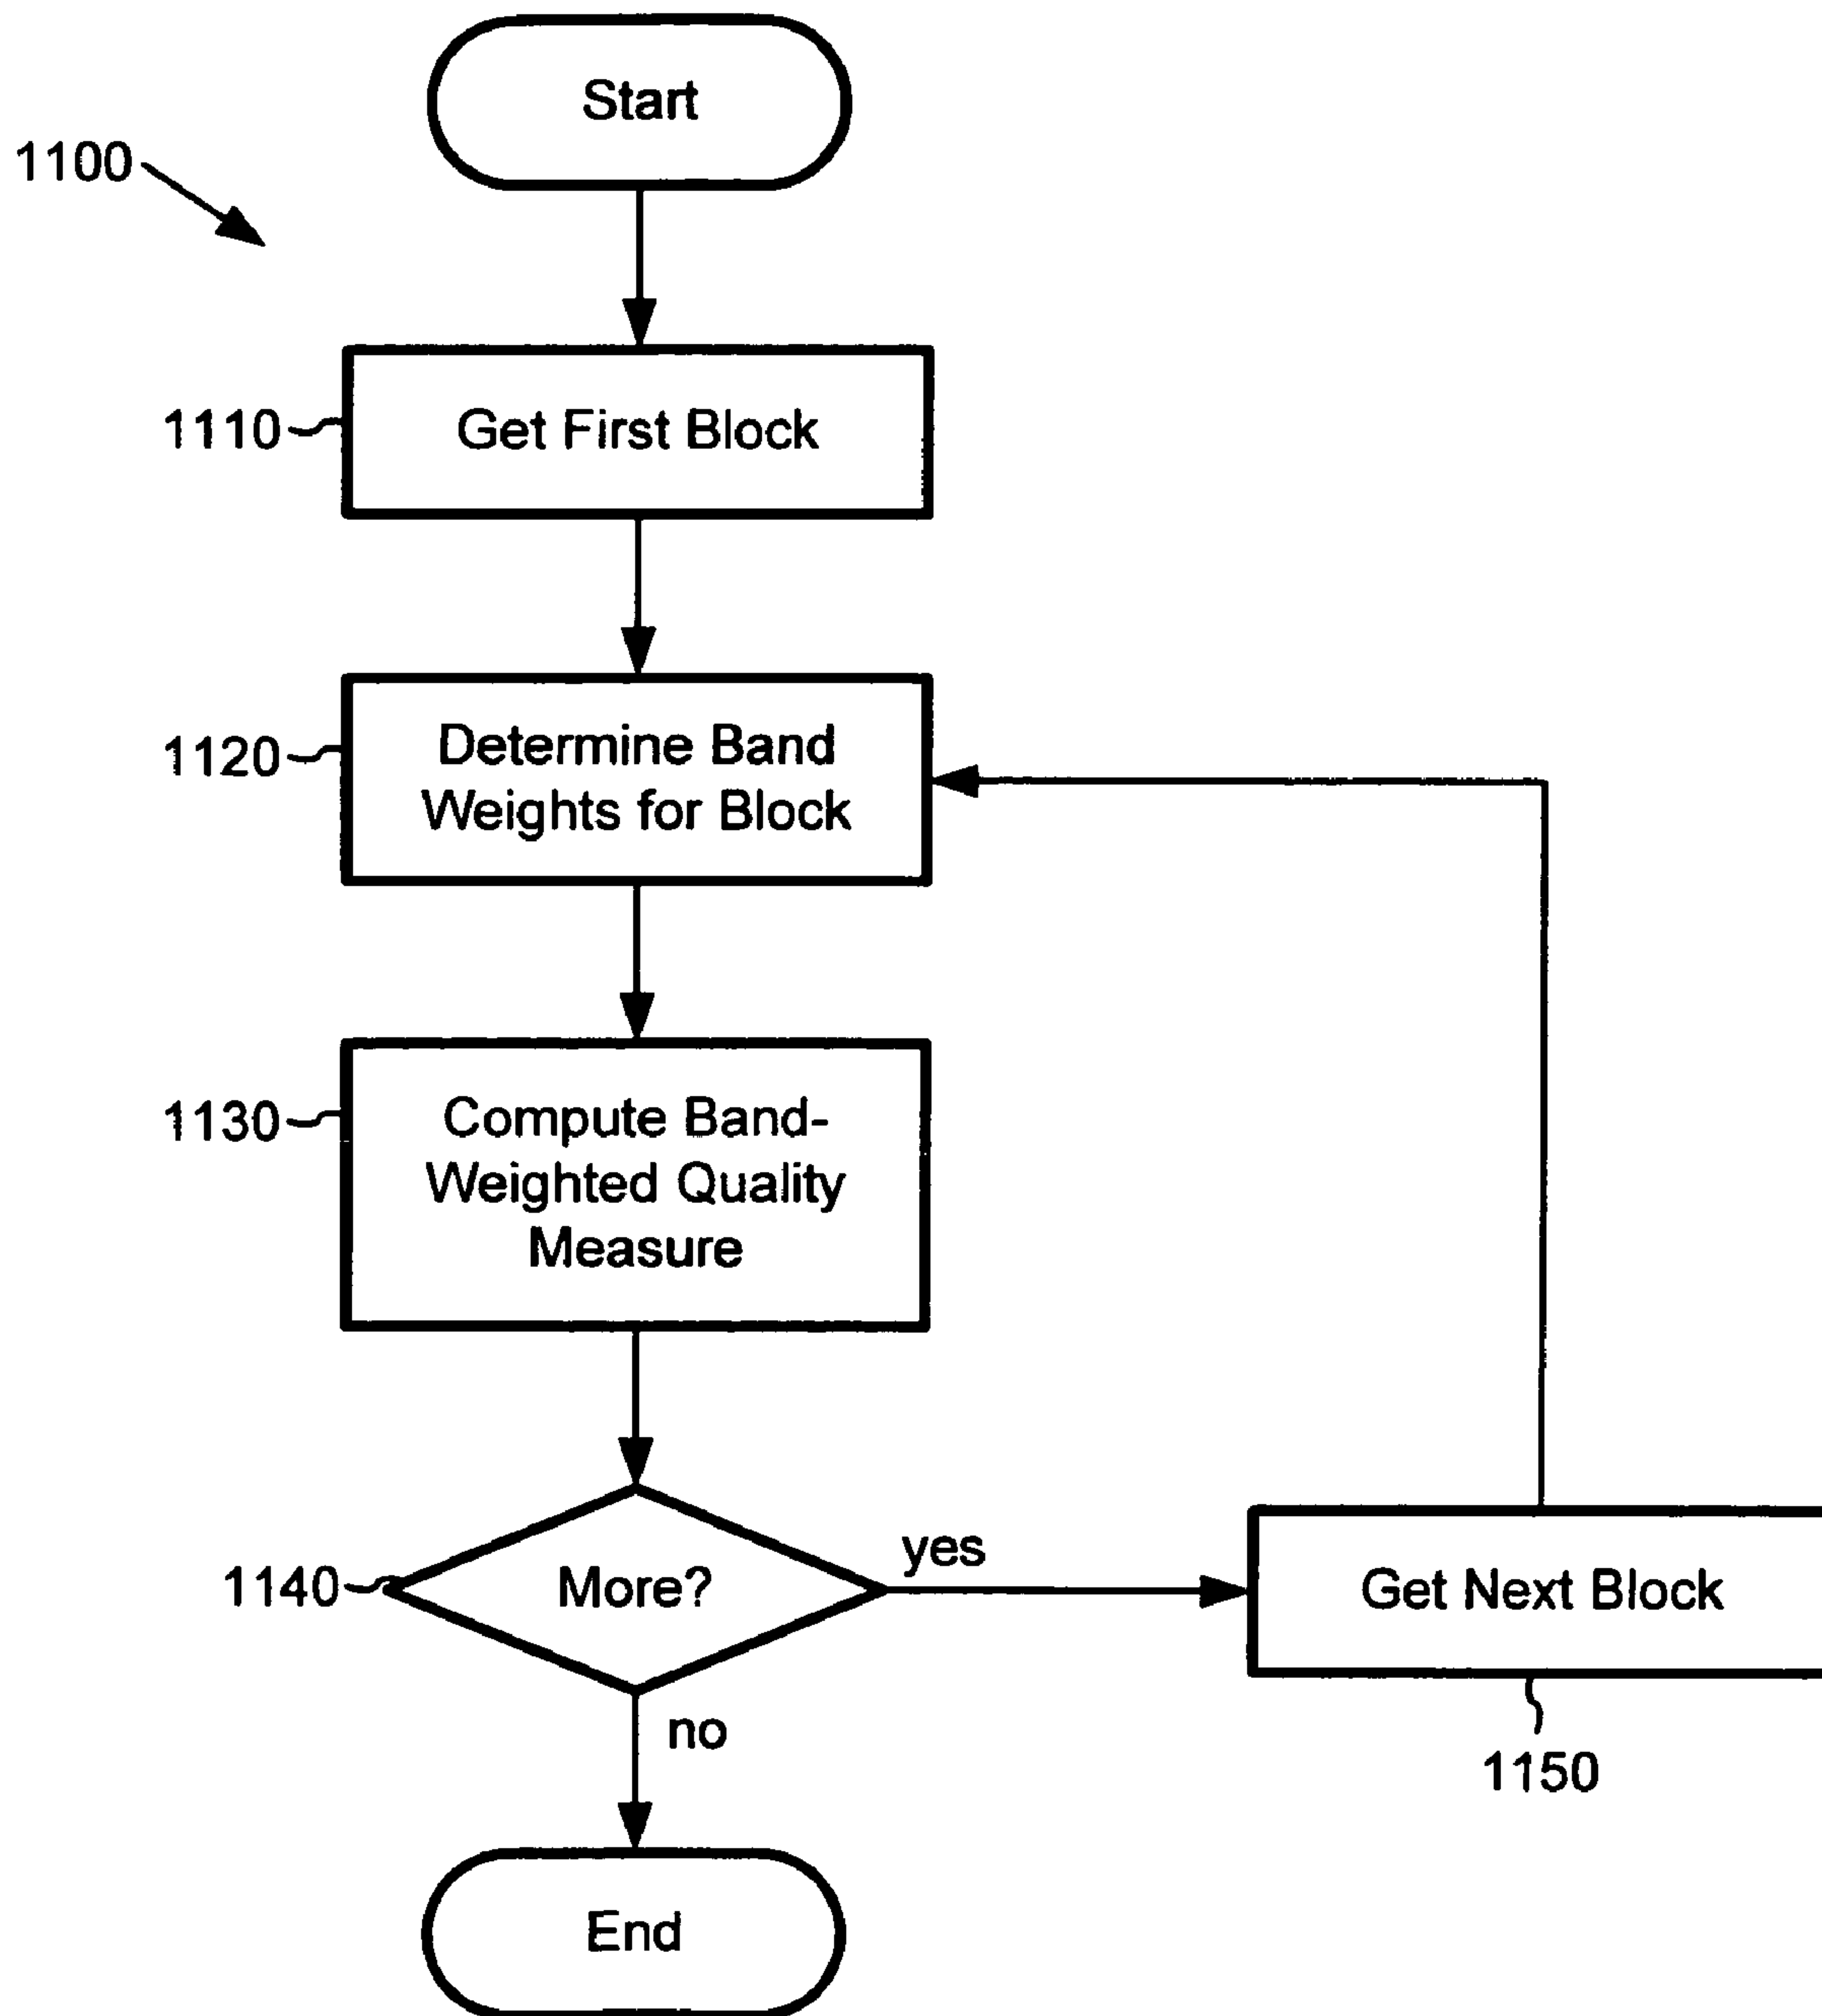 Start
1100
1110
Get First Block
1120
Determine Band
Weights for Block
1130
Compute Band-
Weighted Quality
Measure
1140
More?
yes
Get Next Block
no
1150
End